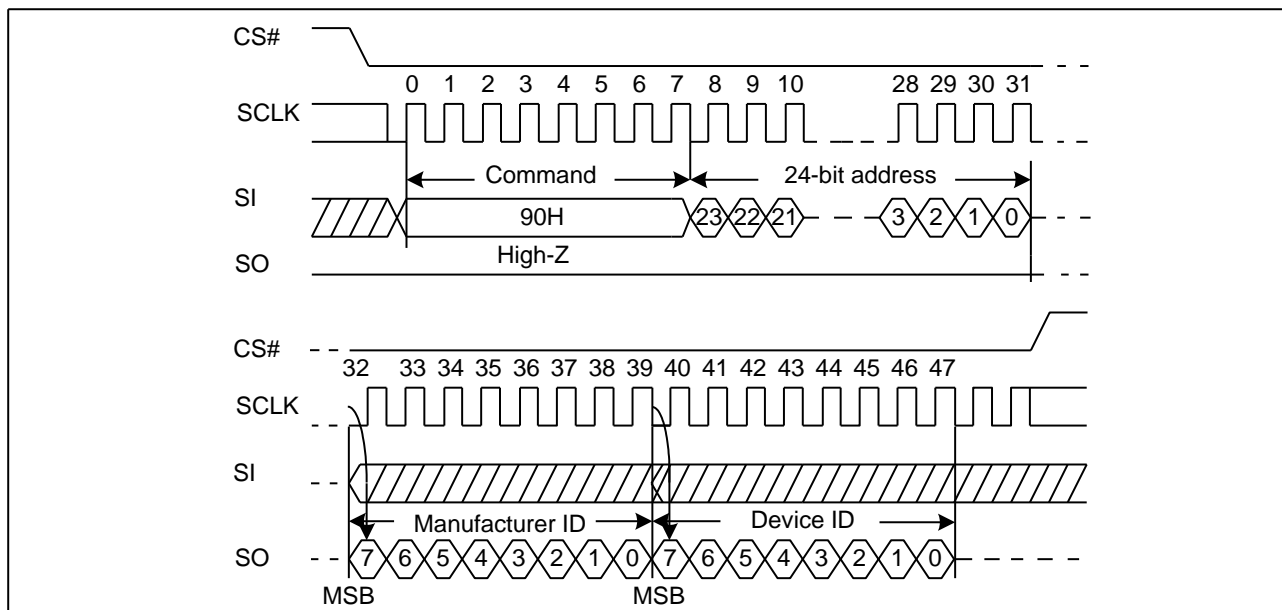 CS#
0 1 2 3 4 5 6 7 8 9 10 28 29 30 31
SCLK
Command 24-bit address
SI
90H 23 22 21 3 2 1 0
High-Z
SO
CS#
32 33 34 35 36 37 38 39 40 41 42 43 44 45 46 47
SCLK
SI
Manufacturer ID Device ID
SO 7 6 5 4 3 2 1 0 7 6 5 4 3 2 1 0
MSB MSB